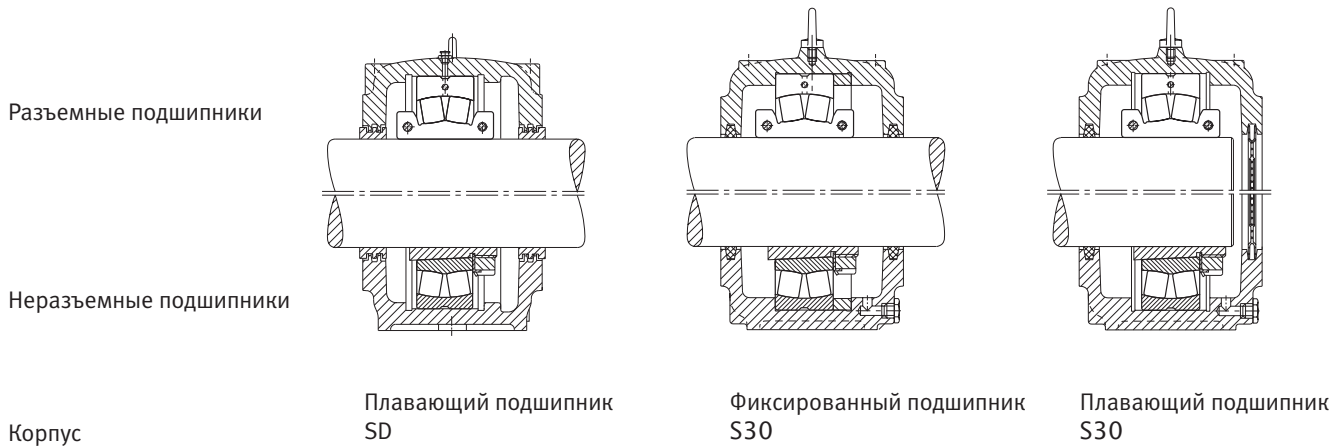 Разъемные подшипники
Неразъемные подшипники
Плавающий подшипник
Фиксированный подшипник
Плавающий подшипник
Корпус
SD
S30
S30